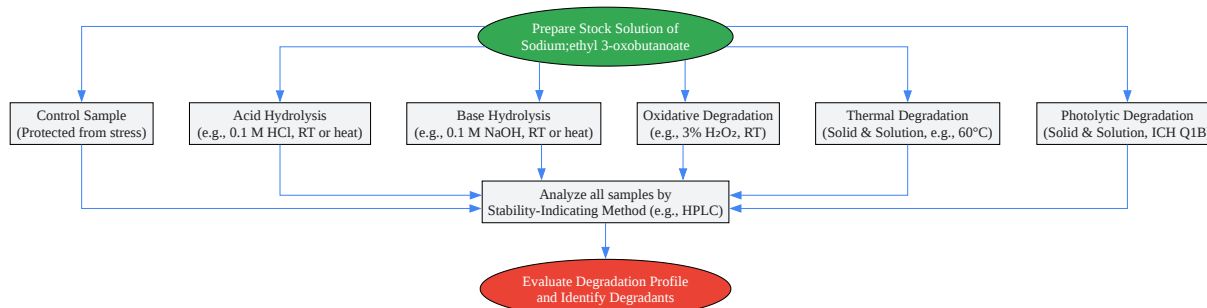 Prepare Stock Solution of
Sodium;ethyl 3-oxobutanoate
Control Sample
(Protected from stress)
Acid Hydrolysis
(e.g., 0.1 M HCl, RT or heat)
Base Hydrolysis
(e.g., 0.1 M NaOH, RT or heat)
Oxidative Degradation
(e.g., 3% H₂O₂, RT)
Thermal Degradation
(Solid & Solution, e.g., 60°C)
Photolytic Degradation
(Solid & Solution, ICH Q1B)
Analyze all samples by
Stability-Indicating Method (e.g., HPLC)
Evaluate Degradation Profile
and Identify Degradants